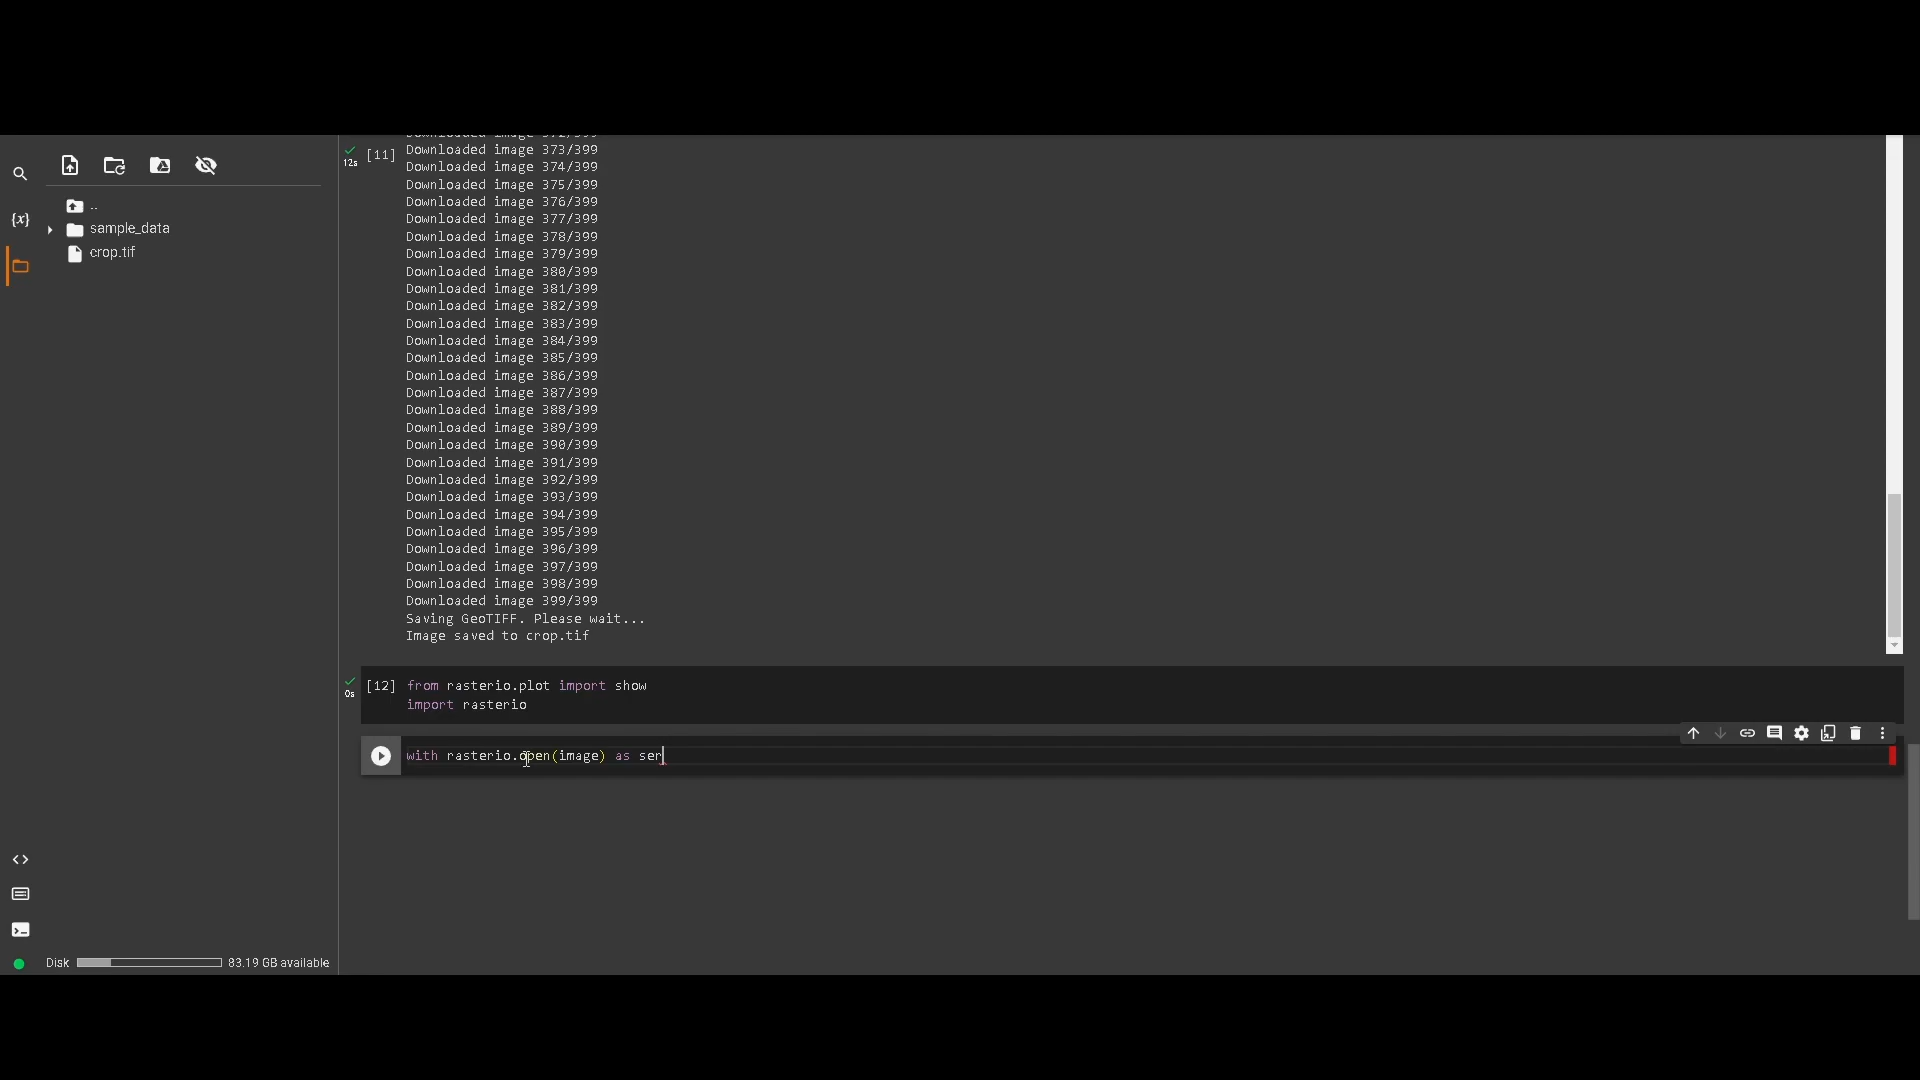 Downloaded image 372/399
[11]
12s
Downloaded image 373/399
Downloaded image 374/399
Downloaded image 375/399
Downloaded image 376/399
Downloaded image 377/399
Downloaded image 378/399
Downloaded image 379/399
Downloaded image 380/399
Downloaded image 381/399
Downloaded image 382/399
Downloaded image 383/399
Downloaded image 384/399
Downloaded image 385/399
Downloaded image 386/399
Downloaded image 387/399
Downloaded image 388/399
Downloaded image 389/399
Downloaded image 390/399
Downloaded image 391/399
Downloaded image 392/399
Downloaded image 393/399
Downloaded image 394/399
Downloaded image 395/399
Downloaded image 396/399
Downloaded image 397/399
Downloaded image 398/399
Downloaded image 399/399
Saving GeoTIFF. Please wait...
Image saved to crop.tif
{x}
..
sample_data
crop.tif
0s
[12] from rasterio.plot import show
import rasterio
with rasterio.open(image) as ser
Disk 83.19 GB available